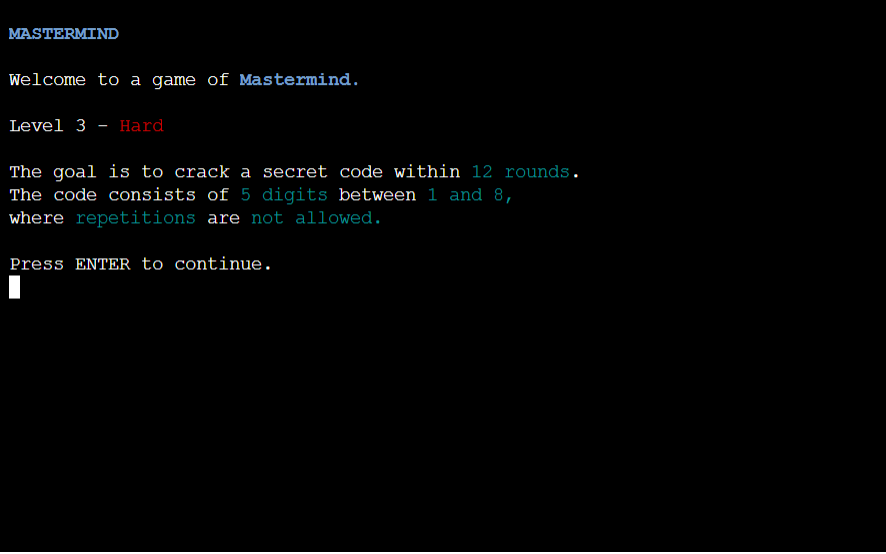 MASTERMIND
Welcome to a game of Mastermind.
Level 3 - Hard
The goal is to crack a secret code within 12 rounds.
The code consists of 5 digits between 1 and 8,
where repetitions are not allowed.
Press ENTER to continue.